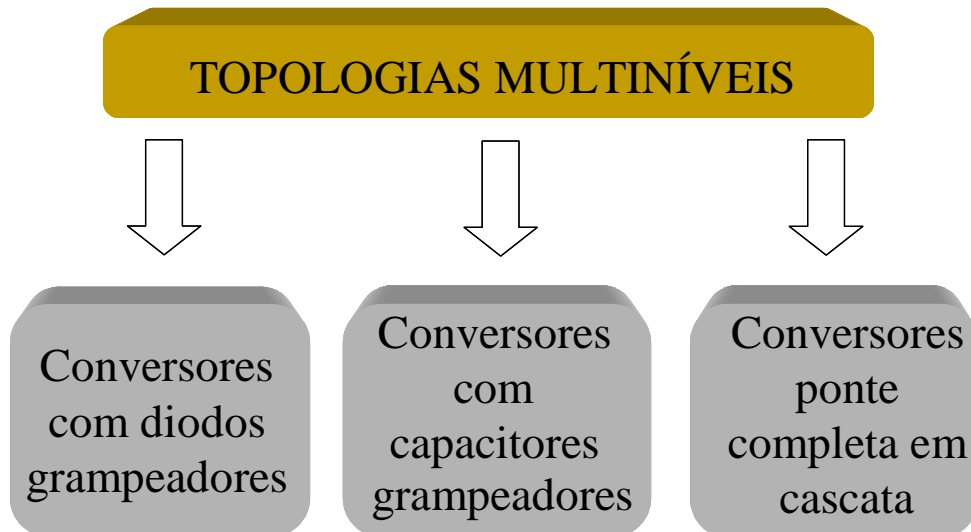 TOPOLOGIAS MULTINÍVEIS
Conversores
com diodos
grampeadores
Conversores
com
capacitores
grampeadores
Conversores
ponte
completa em
cascata